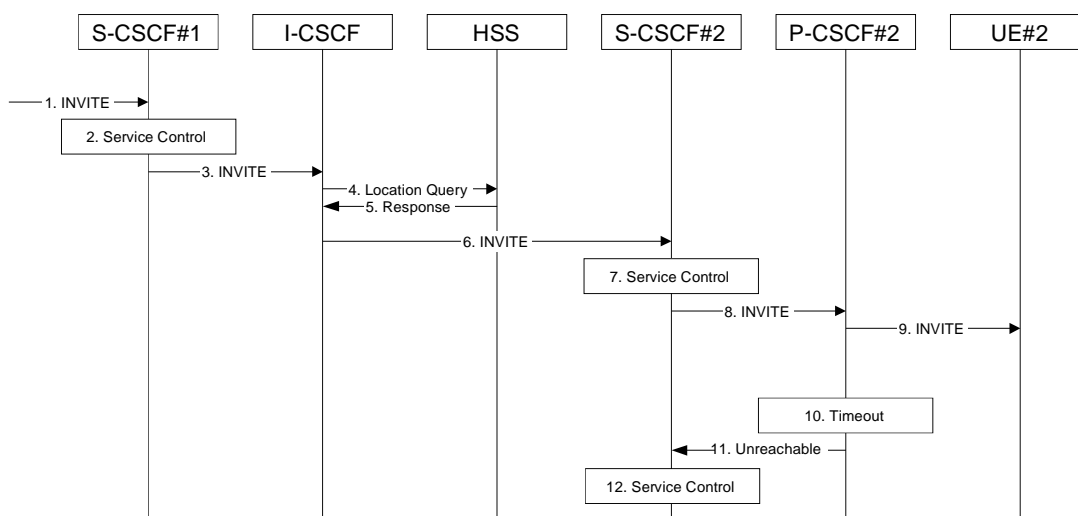 S-CSCF#1
I-CSCF
HSS
S-CSCF#2
P-CSCF#2
UE#2
1. INVITE
2. Service Control
3. INVITE
4. Location Query
5. Response
6. INVITE
7. Service Control
8. INVITE
9. INVITE
10. Timeout
11. Unreachable
12. Service Control